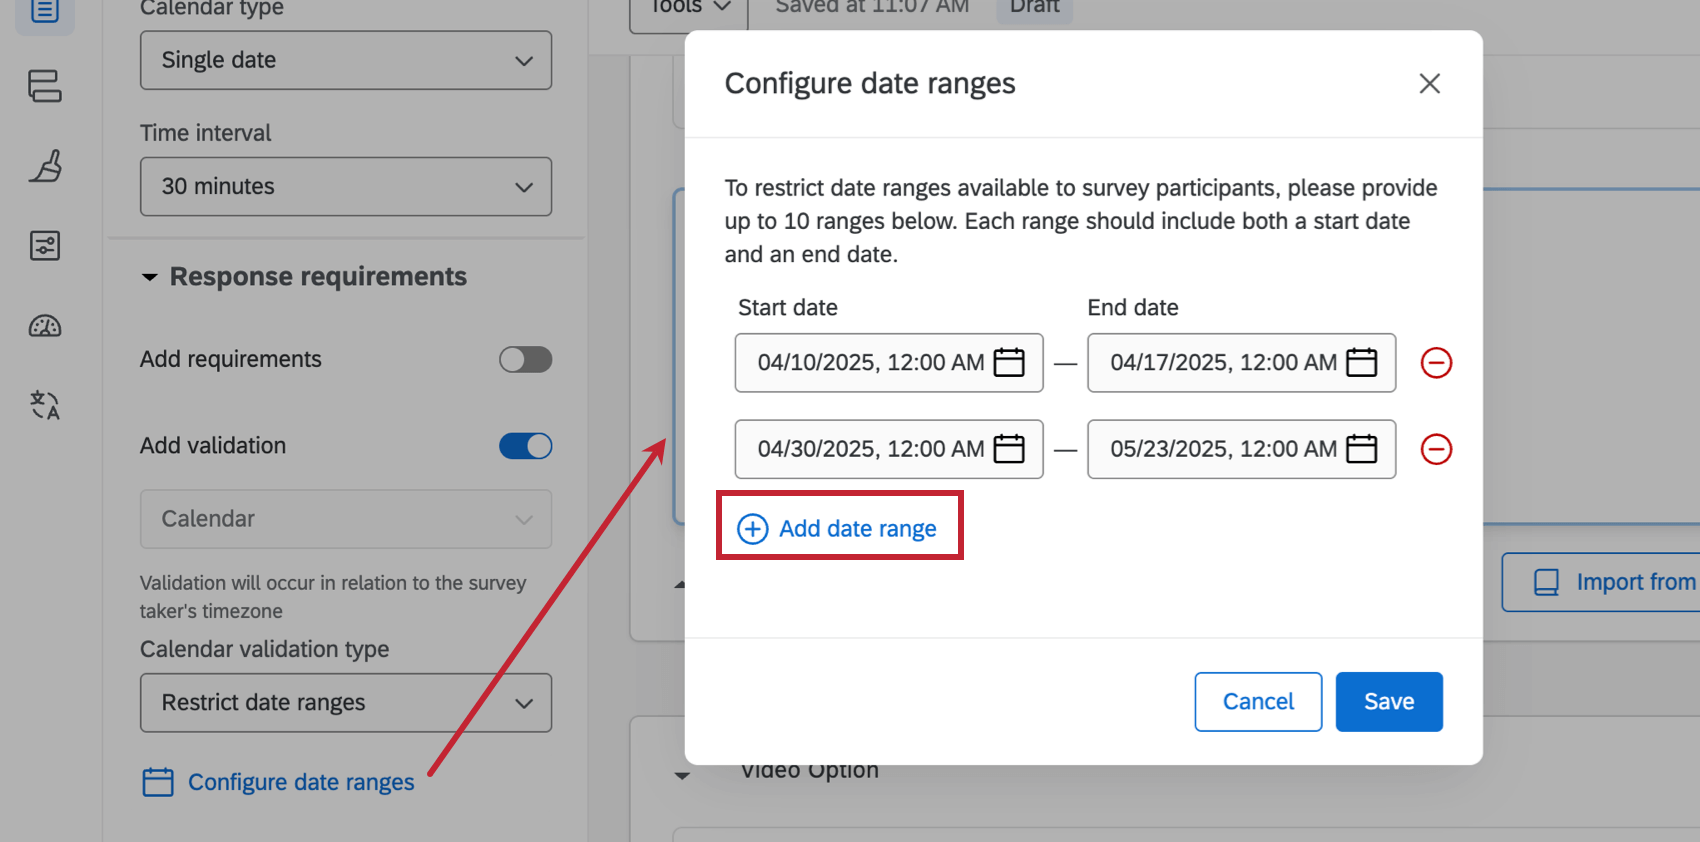 Calendar type
Single date
Time interval
30 minutes
Response requirements
Add requirements
Add validation
Calendar
Validation will occur in relation to the survey
taker's timezone
Calendar validation type
Restrict date ranges
Configure date ranges
Tools
Saved at 11:07 AM
Draft
Configure date ranges
To restrict date ranges available to survey participants, please provide
up to 10 ranges below. Each range should include both a start date
and an end date.
Start date
End date
04/10/2025, 12:00 AM — 04/17/2025, 12:00 AM
04/30/2025, 12:00 AM — 05/23/2025, 12:00 AM
Add date range
Import from
Cancel
Save
Video Option